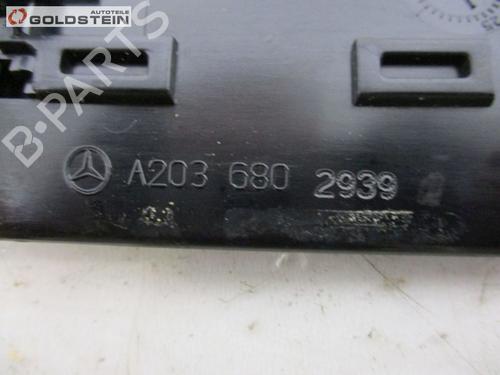 GOLDSTEIN
AUTOTEILE
B-PARTS
A203 680 2939